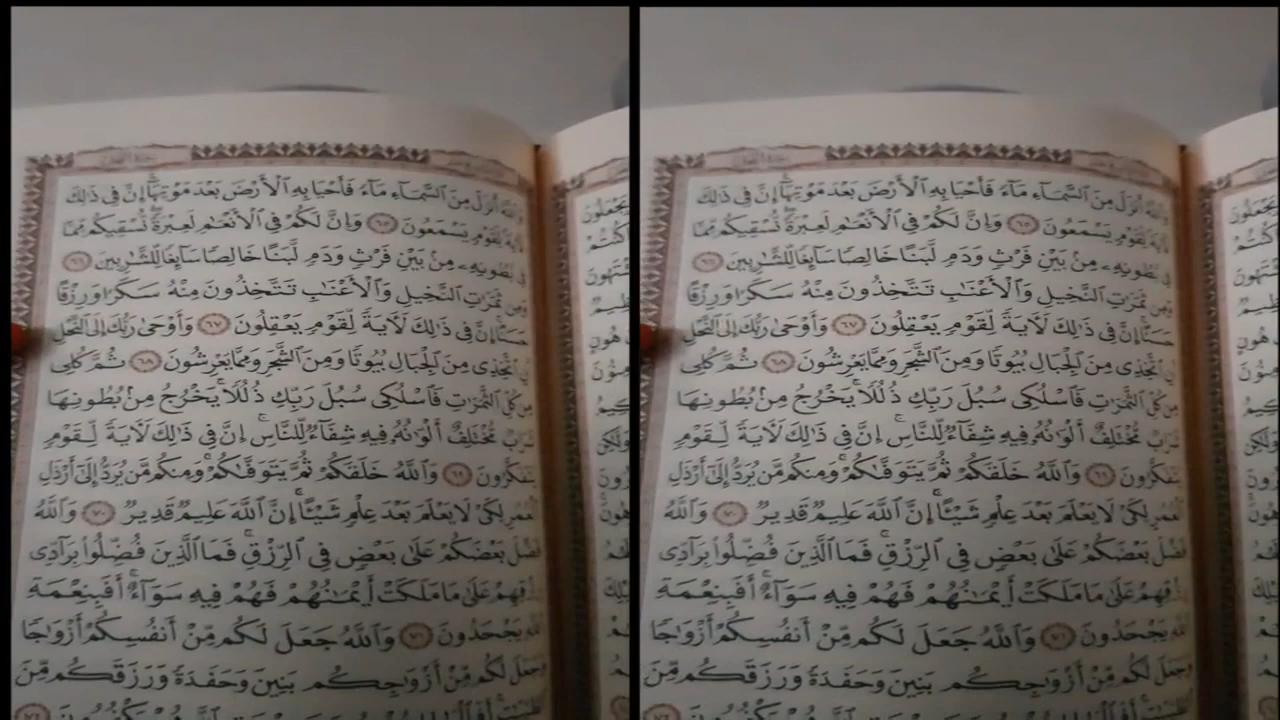 وَٱللَّهُ أَنزَلَ مِنَ ٱلسَّمَآءِ مَآءً فَأَحْيَا بِهِ ٱلْأَرْضَ بَعْدَ مَوْتِهَآ إِنَّ فِى ذَٰلِكَ
لَءَايَةً لِّقَوْمٍ يَسْمَعُونَ ٦٥ وَإِنَّ لَكُمْ فِى ٱلْأَنْعَٰمِ لَعِبْرَةً نُّسْقِيكُم مِّمَّا
فِى بُطُونِهِۦ مِنۢ بَيْنِ فَرْثٍ وَدَمٍ لَّبَنًا خَالِصًا سَآئِغًا لِّلشَّٰرِبِينَ ٦٦
وَمِن ثَمَرَٰتِ ٱلنَّخِيلِ وَٱلْأَعْنَٰبِ تَتَّخِذُونَ مِنْهُ سَكَرًا وَرِزْقًا
حَسَنًا إِنَّ فِى ذَٰلِكَ لَءَايَةً لِّقَوْمٍ يَعْقِلُونَ ٦٧ وَأَوْحَىٰ رَبُّكَ إِلَى ٱلنَّحْلِ
أَنِ ٱتَّخِذِى مِنَ ٱلْجِبَالِ بُيُوتًا وَمِنَ ٱلشَّجَرِ وَمِمَّا يَعْرِشُونَ ٦٨ ثُمَّ كُلِى
مِن كُلِّ ٱلثَّمَرَٰتِ فَٱسْلُكِى سُبُلَ رَبِّكِ ذُلُلًا يَخْرُجُ مِنۢ بُطُونِهَا
شَرَابٌ مُّخْتَلِفٌ أَلْوَٰنُهُۥ فِيهِ شِفَآءٌ لِّلنَّاسِ إِنَّ فِى ذَٰلِكَ لَءَايَةً لِّقَوْمٍ
يَتَفَكَّرُونَ ٦٩ وَٱللَّهُ خَلَقَكُمْ ثُمَّ يَتَوَفَّىٰكُمْ وَمِنكُم مَّن يُرَدُّ إِلَىٰٓ أَرْذَلِ
ٱلْعُمُرِ لِكَىْ لَا يَعْلَمَ بَعْدَ عِلْمٍ شَيْـًٔا إِنَّ ٱللَّهَ عَلِيمٌ قَدِيرٌ ٧٠ وَٱللَّهُ
فَضَّلَ بَعْضَكُمْ عَلَىٰ بَعْضٍ فِى ٱلرِّزْقِ فَمَا ٱلَّذِينَ فُضِّلُوا۟ بِرَآدِّى
رِزْقِهِمْ عَلَىٰ مَا مَلَكَتْ أَيْمَٰنُهُمْ فَهُمْ فِيهِ سَوَآءٌ أَفَبِنِعْمَةِ
ٱللَّهِ يَجْحَدُونَ ٧١ وَٱللَّهُ جَعَلَ لَكُم مِّنْ أَنفُسِكُمْ أَزْوَٰجًا
وَجَعَلَ لَكُم مِّنْ أَزْوَٰجِكُم بَنِينَ وَحَفَدَةً وَرَزَقَكُم مِّنَ